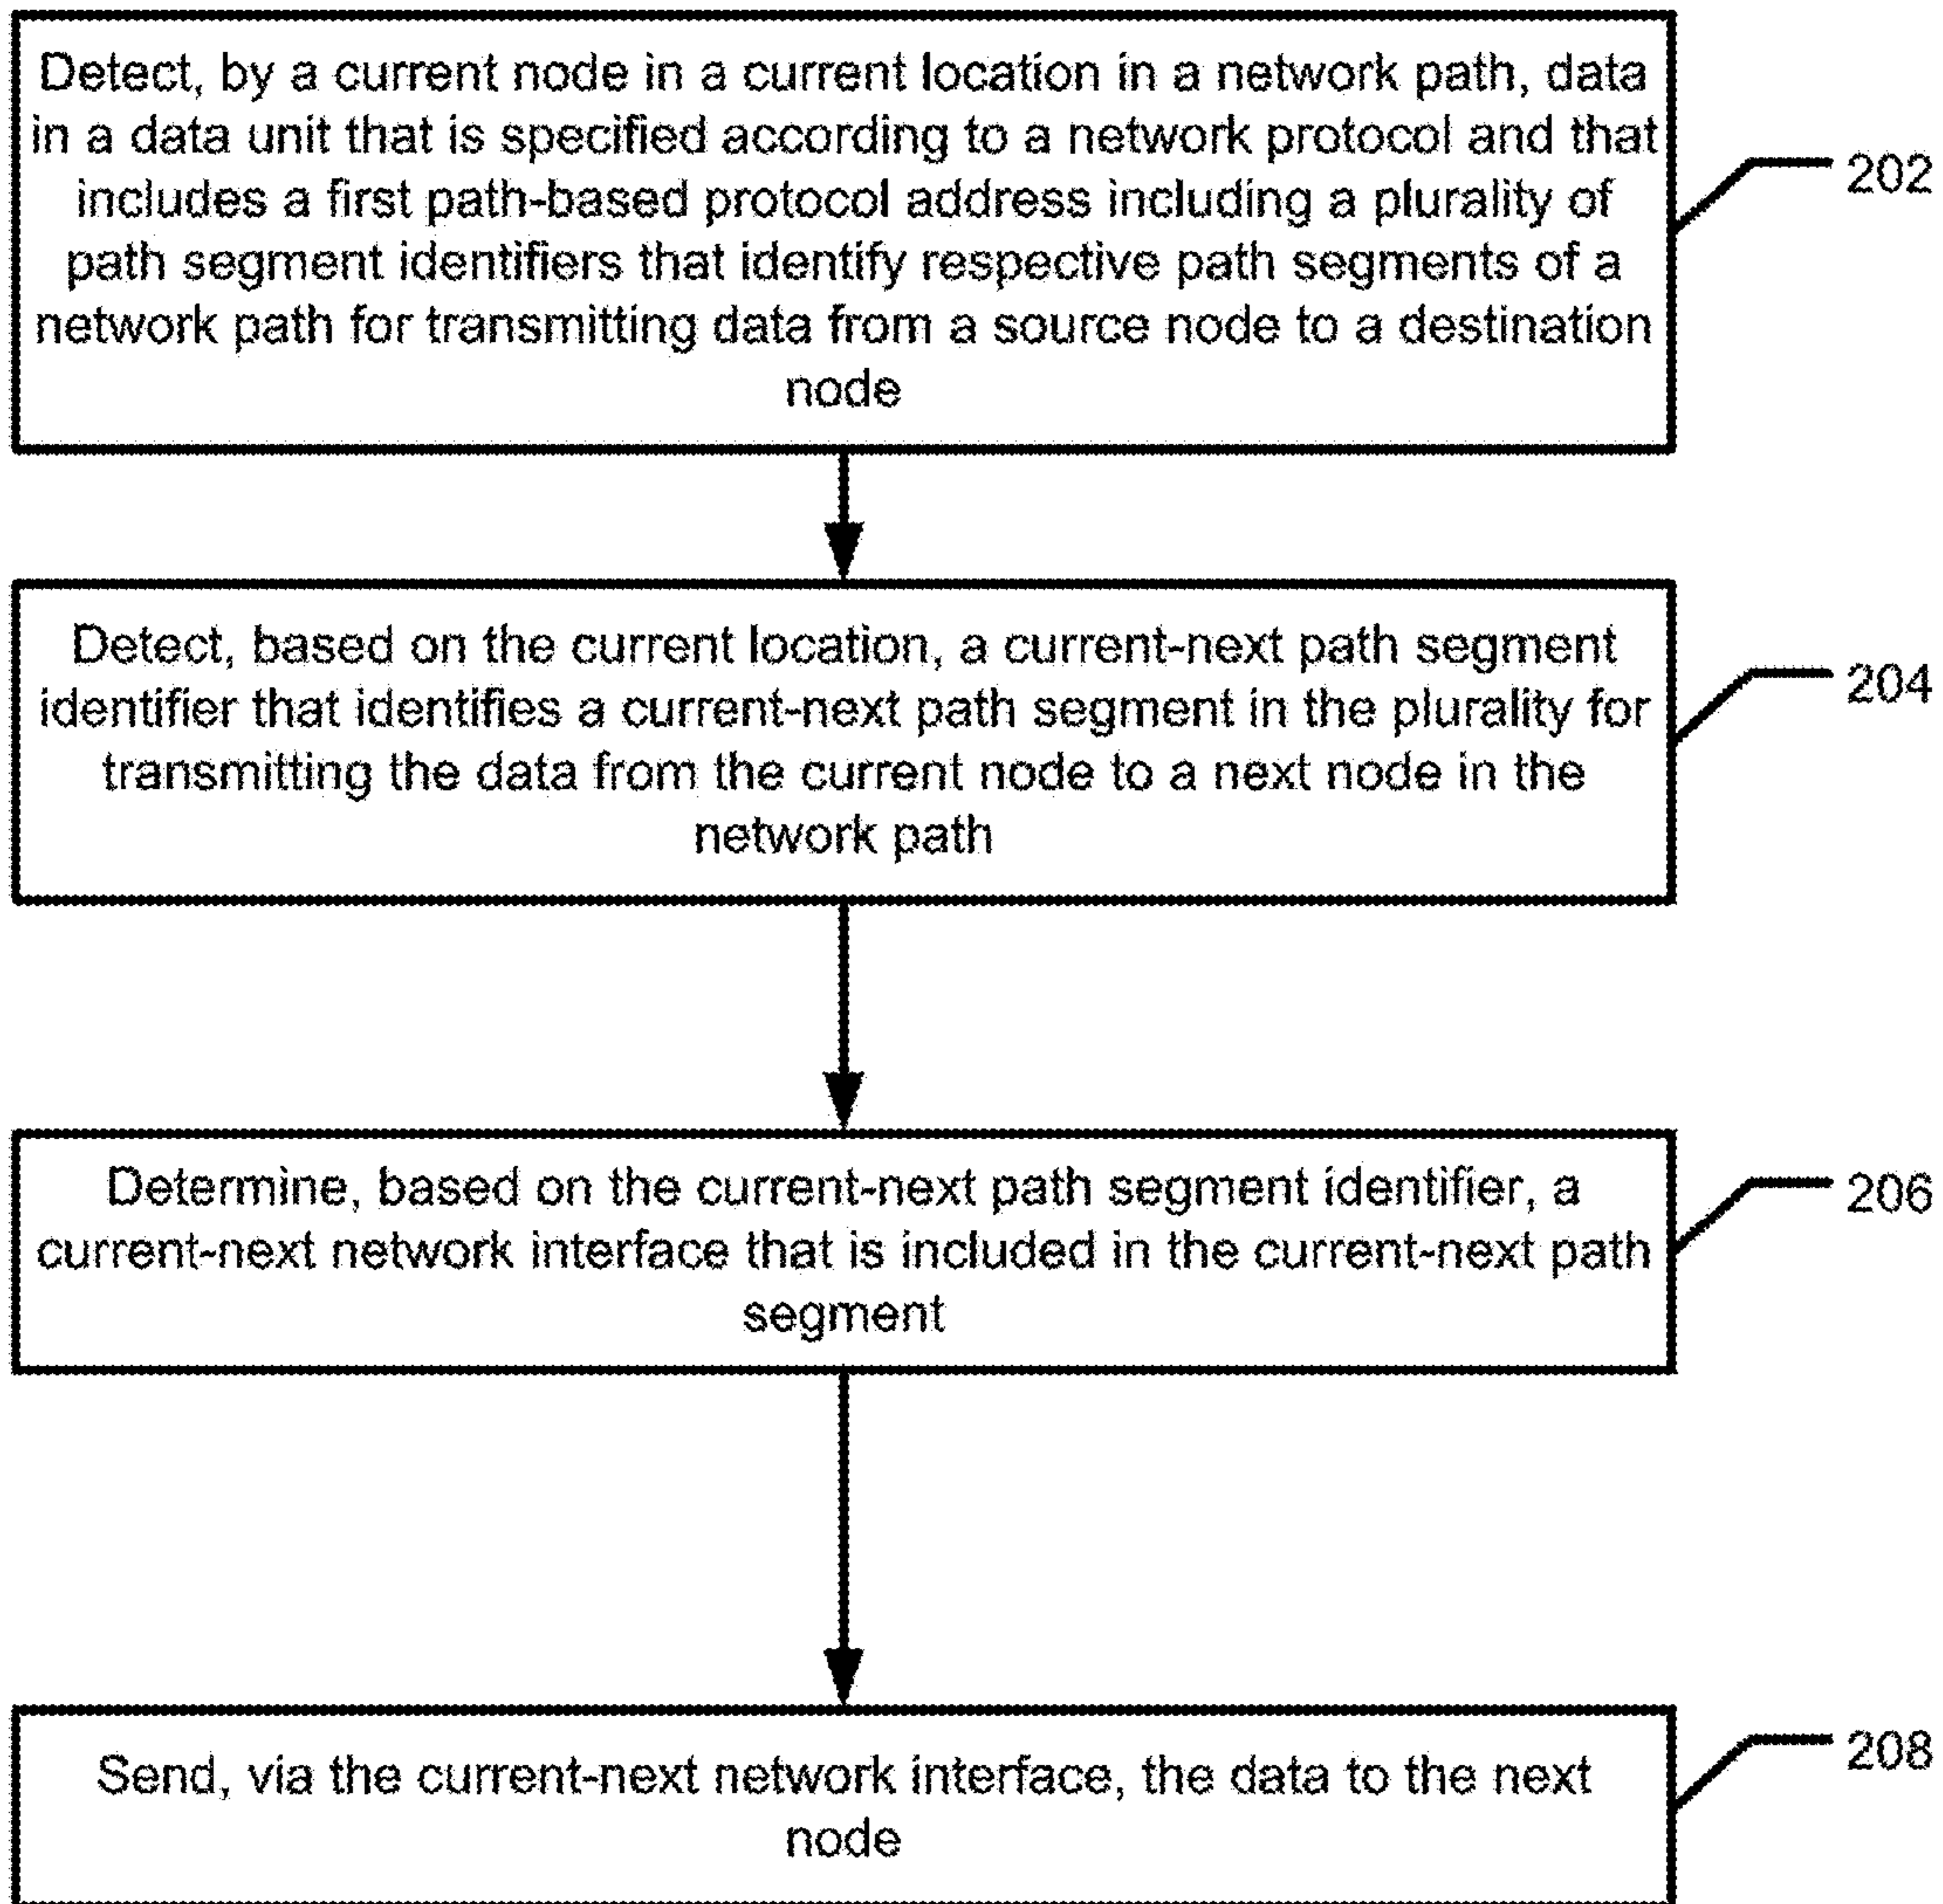 Detect, by a current node in a current location in a network path, data
in a data unit that is specified according to a network protocol and that
includes a first path-based protocol address including a plurality of
path segment identifiers that identify respective path segments of a
network path for transmitting data from a source node to a destination
node
202
Detect, based on the current location, a current-next path segment
identifier that identifies a current-next path segment in the plurality for
transmitting the data from the current node to a next node in the
network path
204
Determine, based on the current-next path segment identifier, a
current-next network interface that is included in the current-next path
segment
206
Send, via the current-next network interface, the data to the next
node
208